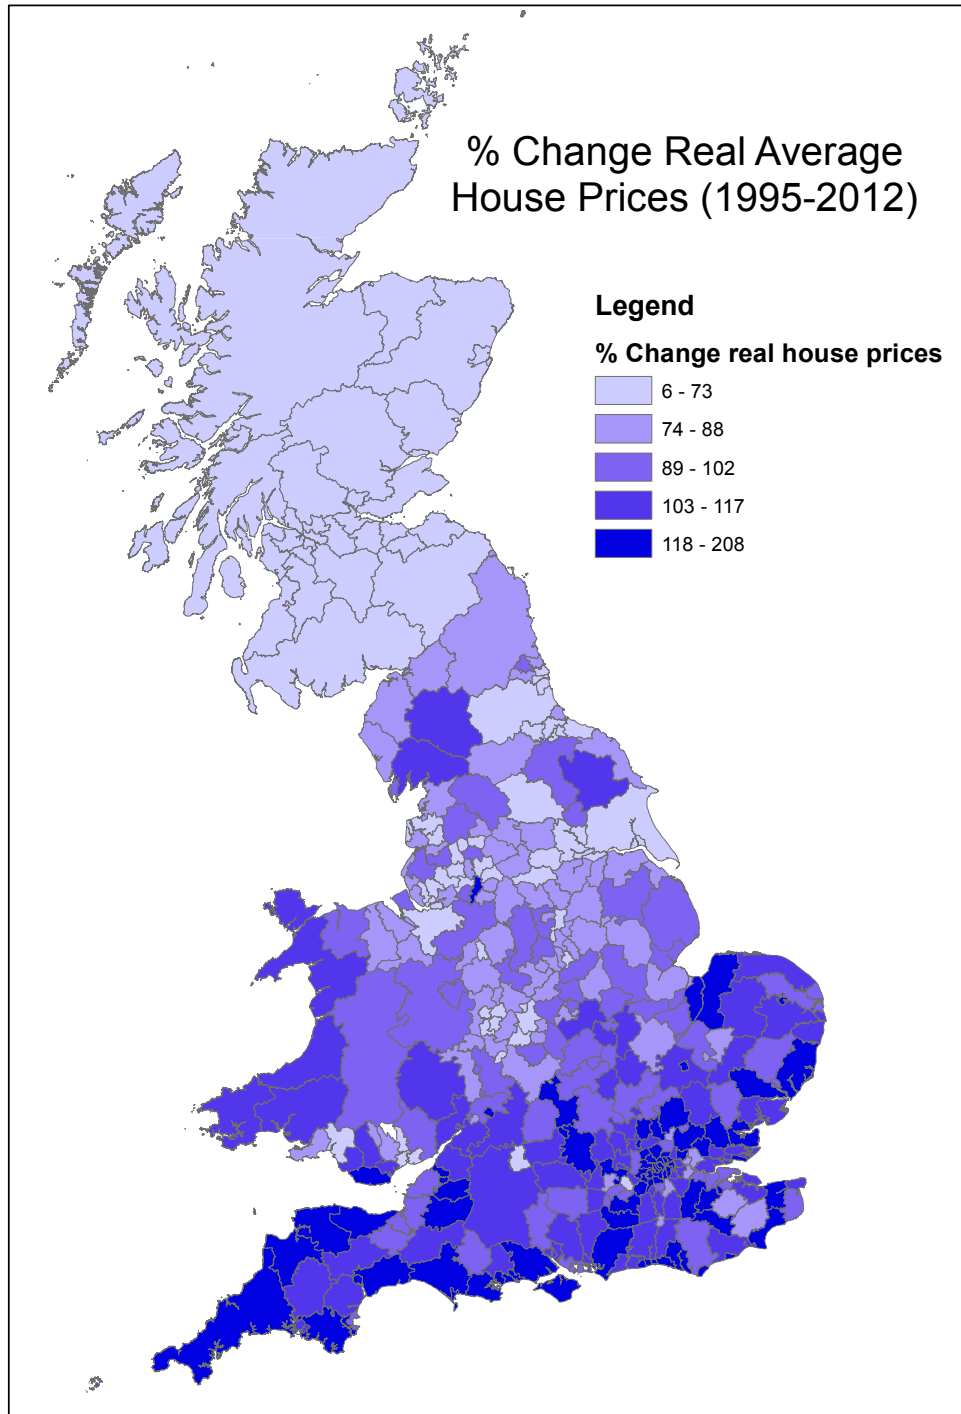 % Change Real Average
House Prices (1995-2012)
Legend
% Change real house prices
6 - 73
74 - 88
89 - 102
103 - 117
118 - 208